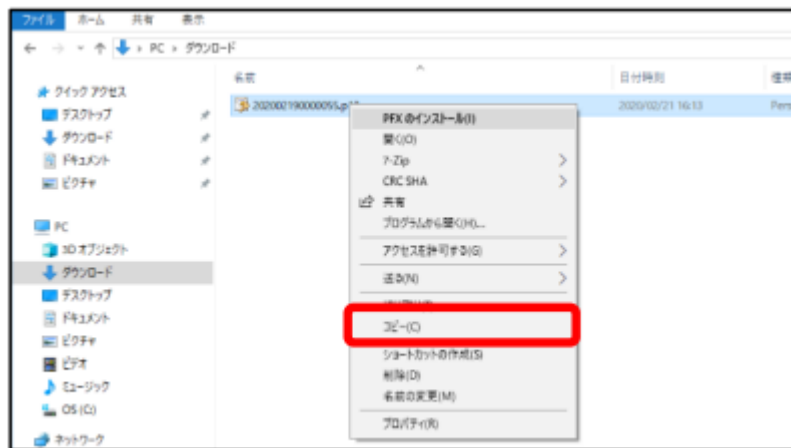 ファイル ホーム 共有 表示
PC › ダウンロード
名前 日付時刻 種類
クイック アクセス
デスクトップ
ダウンロード
ドキュメント
ピクチャ
PC
3D オブジェクト
ダウンロード
デスクトップ
ドキュメント
ピクチャ
ビデオ
ミュージック
OS (C:)
ネットワーク
2020/02/21 16:13
PFX のインストール(I)
開く(O)
7-Zip
CRC SHA
共有
プログラムから開く(H)...
アクセスを許可する(G)
送る(N)
コピー(C)
ショートカットの作成(S)
削除(D)
名前の変更(M)
プロパティ(R)